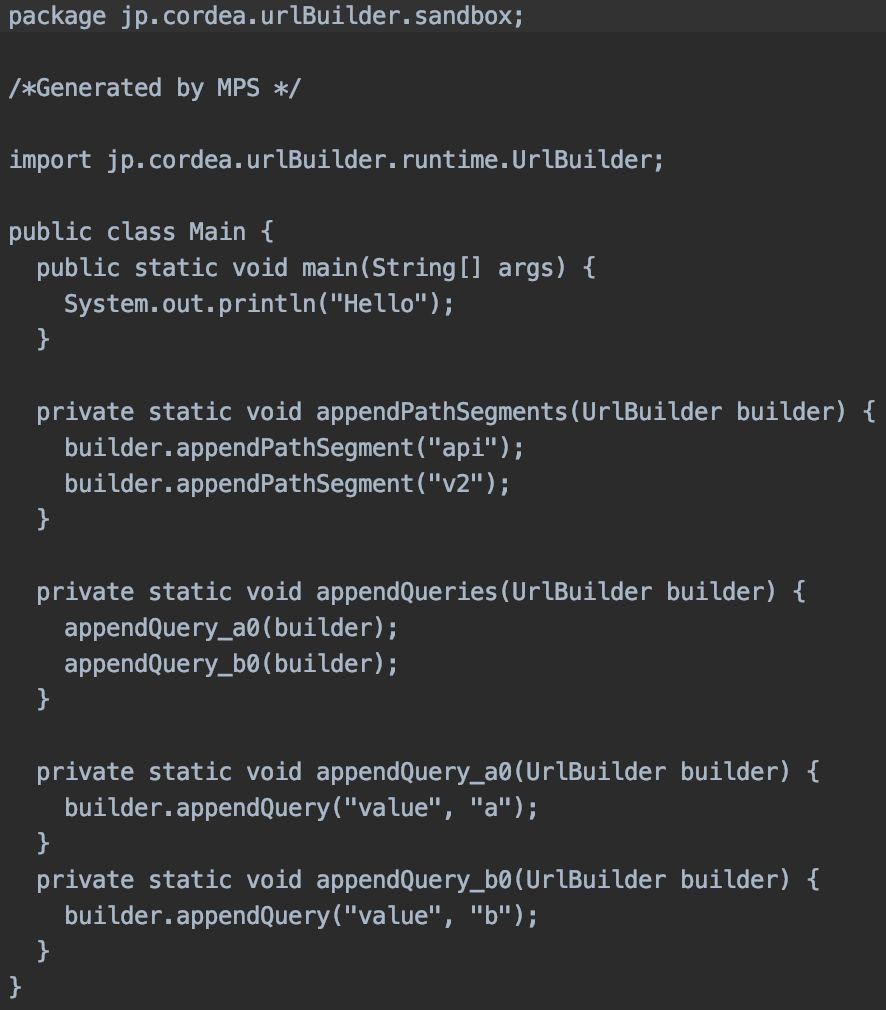 package jp.cordea.urlBuilder.sandbox;
/*Generated by MPS */
import jp.cordea.urlBuilder.runtime.UrlBuilder;
public class Main {
  public static void main(String[] args) {
    System.out.println("Hello");
  }
  private static void appendPathSegments(UrlBuilder builder) {
    builder.appendPathSegment("api");
    builder.appendPathSegment("v2");
  }
  private static void appendQueries(UrlBuilder builder) {
    appendQuery_a0(builder);
    appendQuery_b0(builder);
  }
  private static void appendQuery_a0(UrlBuilder builder) {
    builder.appendQuery("value", "a");
  }
  private static void appendQuery_b0(UrlBuilder builder) {
    builder.appendQuery("value", "b");
  }
}